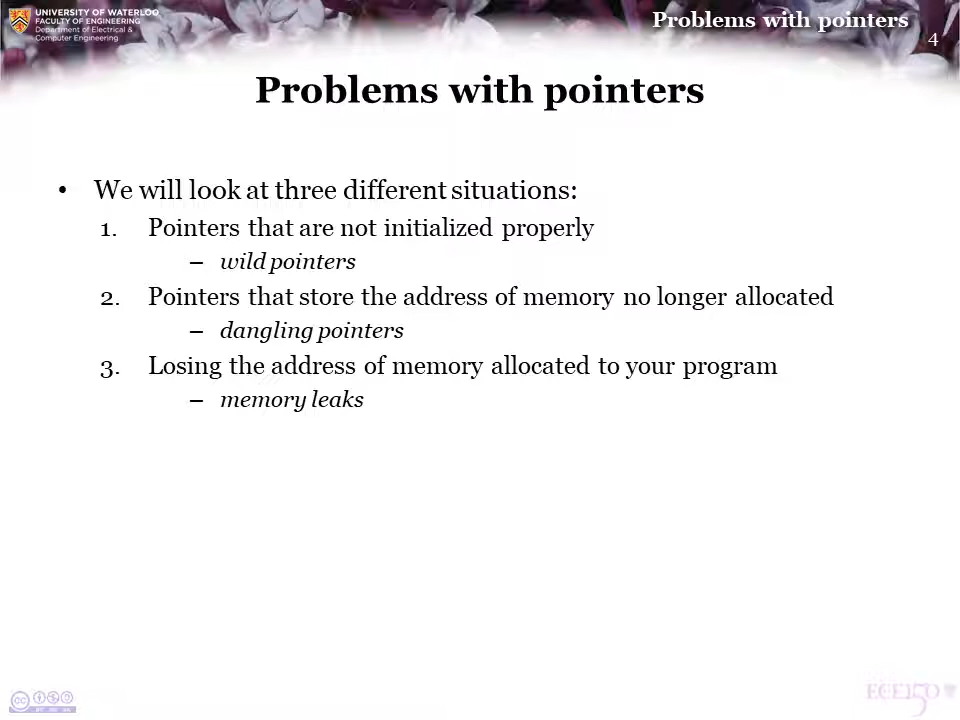 UNIVERSITY OF WATERLOO
FACULTY OF ENGINEERING
Department of Electrical &
Computer Engineering
Problems with pointers
4
Problems with pointers
• We will look at three different situations:
1. Pointers that are not initialized properly
– wild pointers
2. Pointers that store the address of memory no longer allocated
– dangling pointers
3. Losing the address of memory allocated to your program
– memory leaks
cc